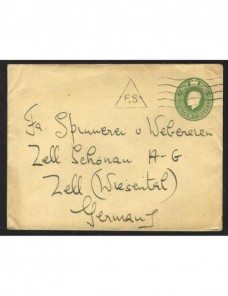 F.S
Fa. Spinnerei v Webereien
Zell Schönau A-G
Zell (Wiesental)
Germany